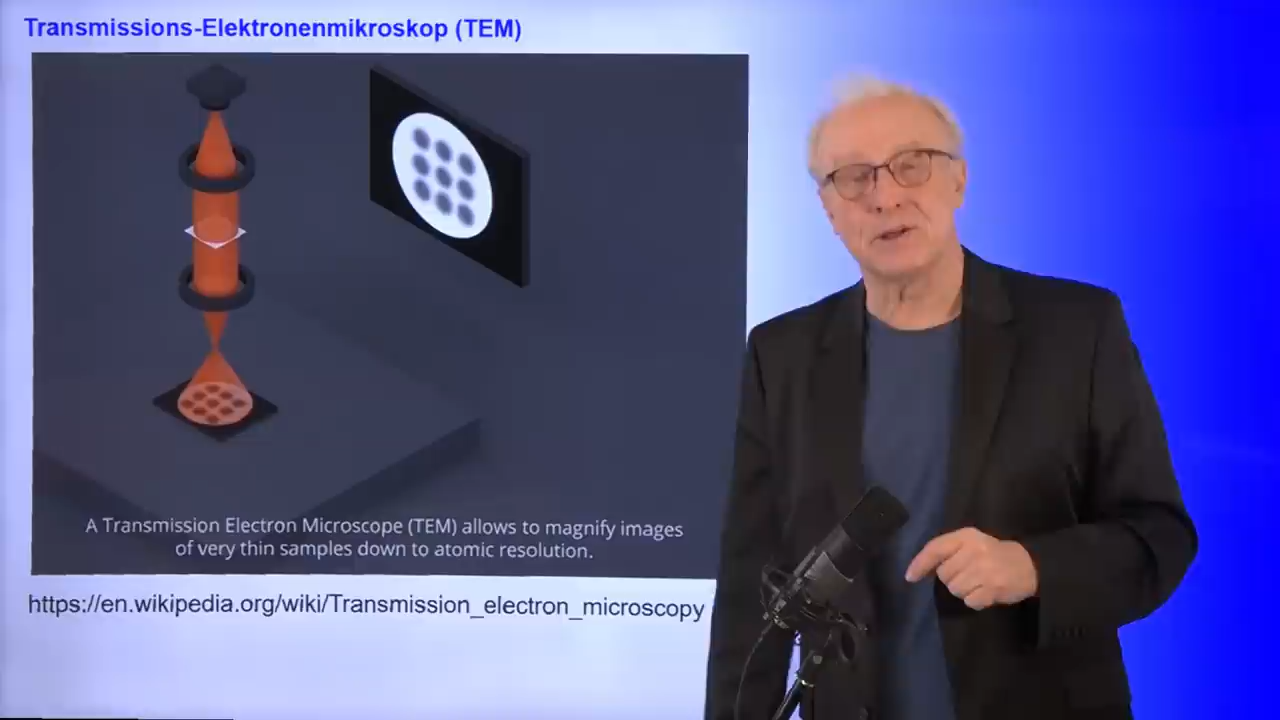 Transmissions-Elektronenmikroskop (TEM)
A Transmission Electron Microscope (TEM) allows to magnify images
of very thin samples down to atomic resolution.
https://en.wikipedia.org/wiki/Transmission_electron_microscopy